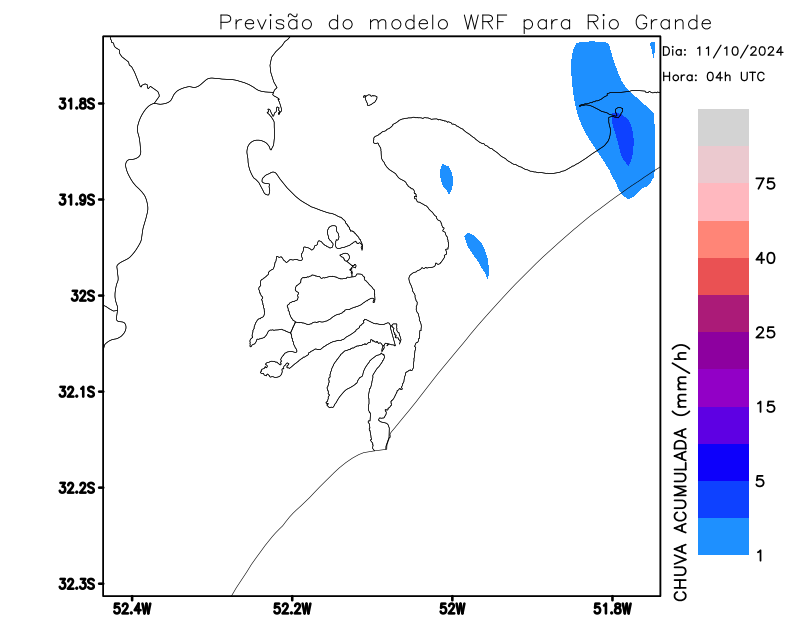 Previsão do modelo WRF para Rio Grande
Dia: 11/10/2024
Hora: 04h UTC
31.8S
31.9S
32S
32.1S
32.2S
32.3S
52.4W
52.2W
52W
51.8W
75
40
25
15
5
1
CHUVA ACUMULADA (mm/h)